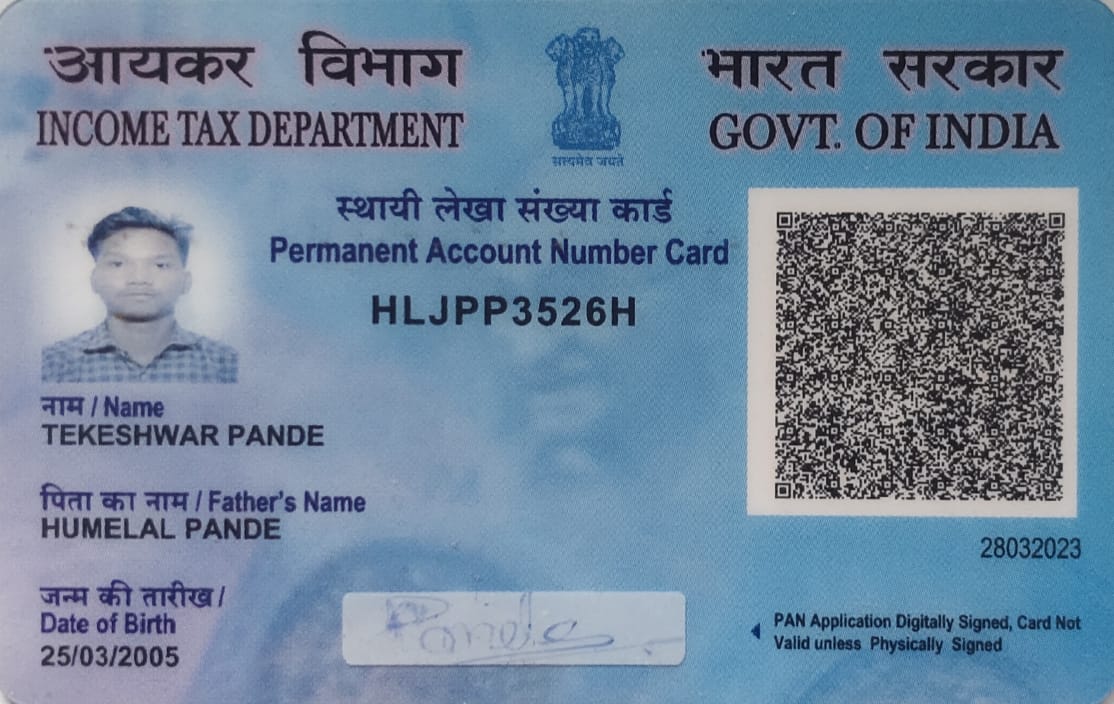 आयकर विभाग
INCOME TAX DEPARTMENT
सत्यमेव जयते
भारत सरकार
GOVT. OF INDIA
स्थायी लेखा संख्या कार्ड
Permanent Account Number Card
HLJPP3526H
नाम / Name
TEKESHWAR PANDE
पिता का नाम / Father's Name
HUMELAL PANDE
28032023
जन्म की तारीख /
Date of Birth
25/03/2005
PAN Application Digitally Signed, Card Not
Valid unless Physically Signed